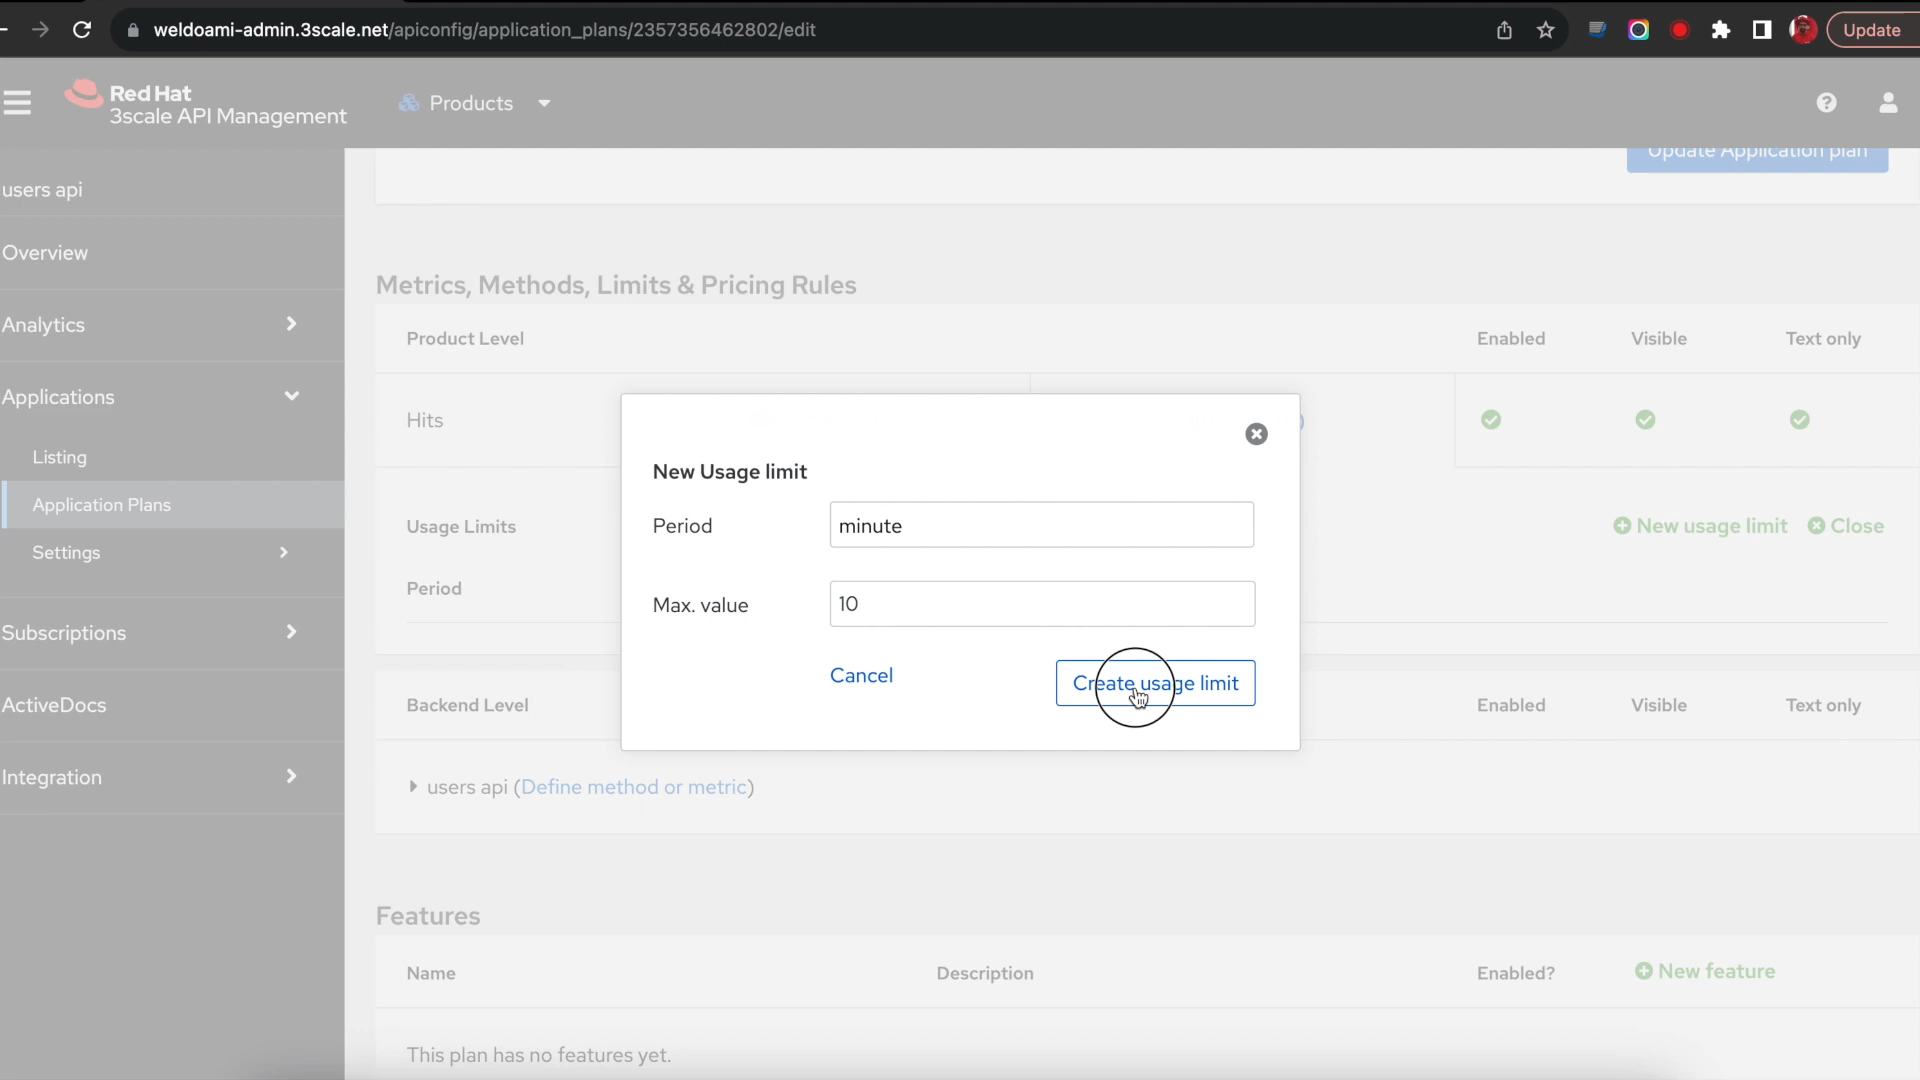 weldoami-admin.3scale.net/apiconfig/application_plans/2357356462802/edit
Update
Red Hat
3scale API Management
Products
users api
Update Application plan
Overview
Metrics, Methods, Limits & Pricing Rules
Analytics
Product Level
Enabled
Visible
Text only
Applications
Hits
New Usage limit
Listing
Application Plans
Usage Limits
Period
minute
New usage limit
Close
Settings
Period
Max. value
10
Subscriptions
Cancel
Create usage limit
ActiveDocs
Backend Level
Enabled
Visible
Text only
Integration
users api (Define method or metric)
Features
Name
Description
Enabled?
New feature
This plan has no features yet.